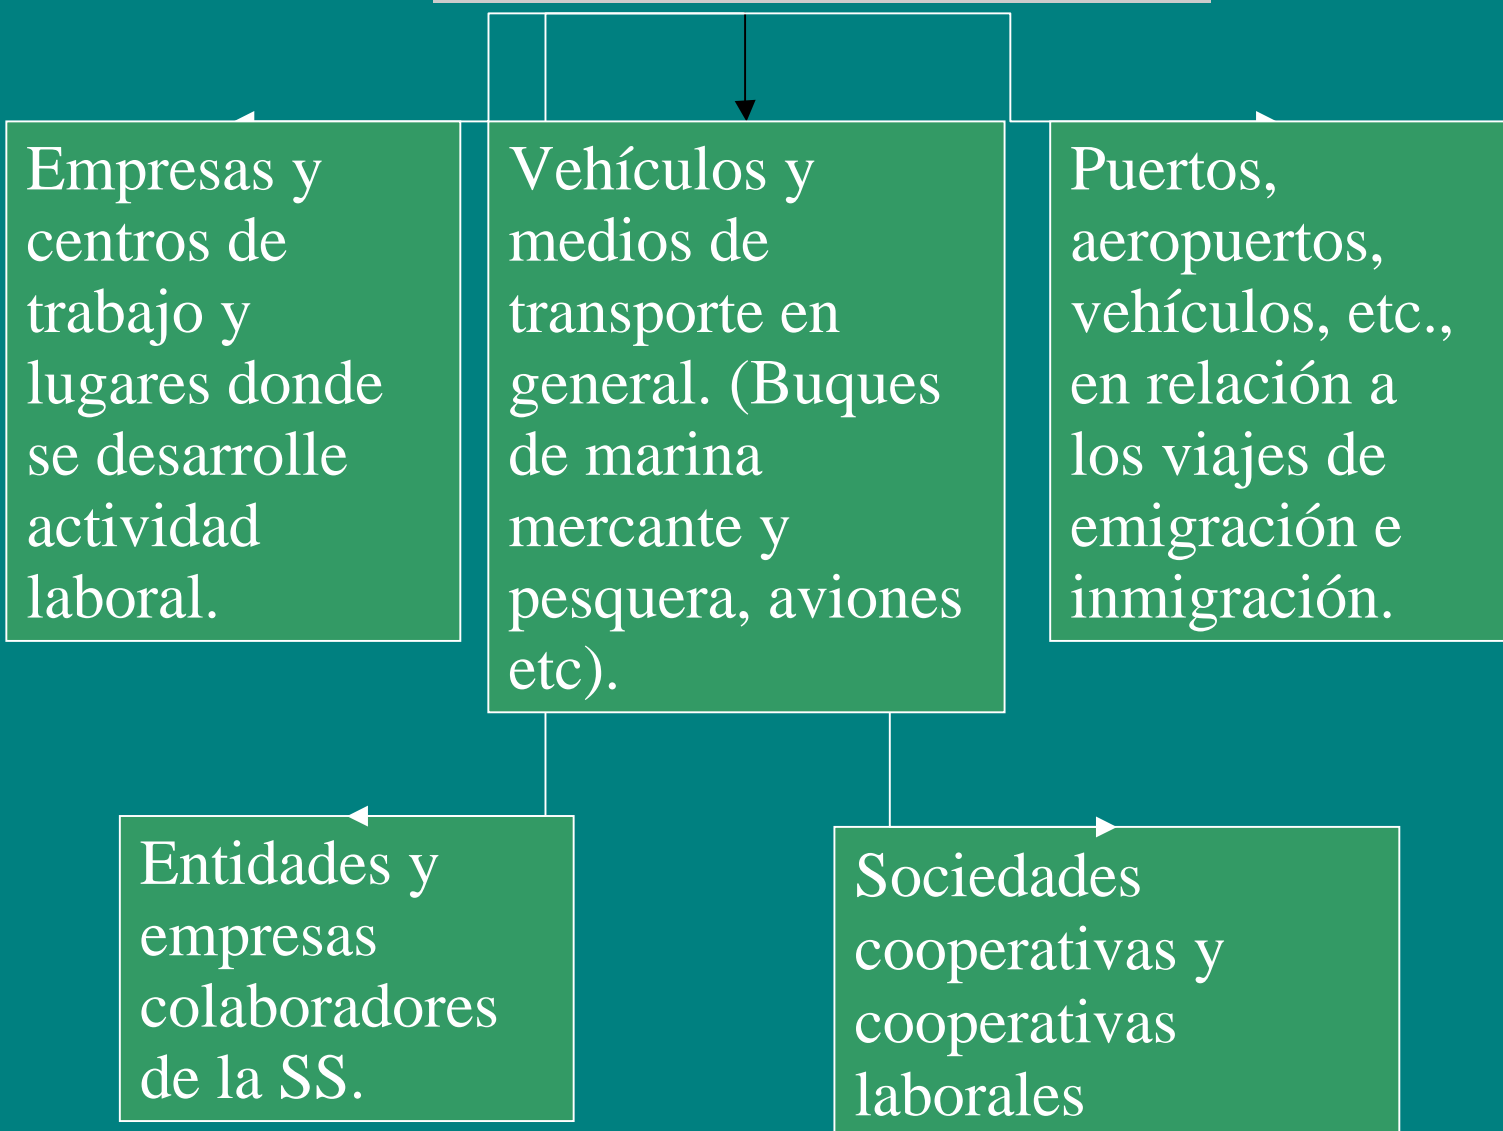 Empresas y
centros de
trabajo y
lugares donde
se desarrolle
actividad
laboral.
Vehículos y
medios de
transporte en
general. (Buques
de marina
mercante y
pesquera, aviones
etc).
Puertos,
aeropuertos,
vehículos, etc.,
en relación a
los viajes de
emigración e
inmigración.
Entidades y
empresas
colaboradores
de la SS.
Sociedades
cooperativas y
cooperativas
laborales